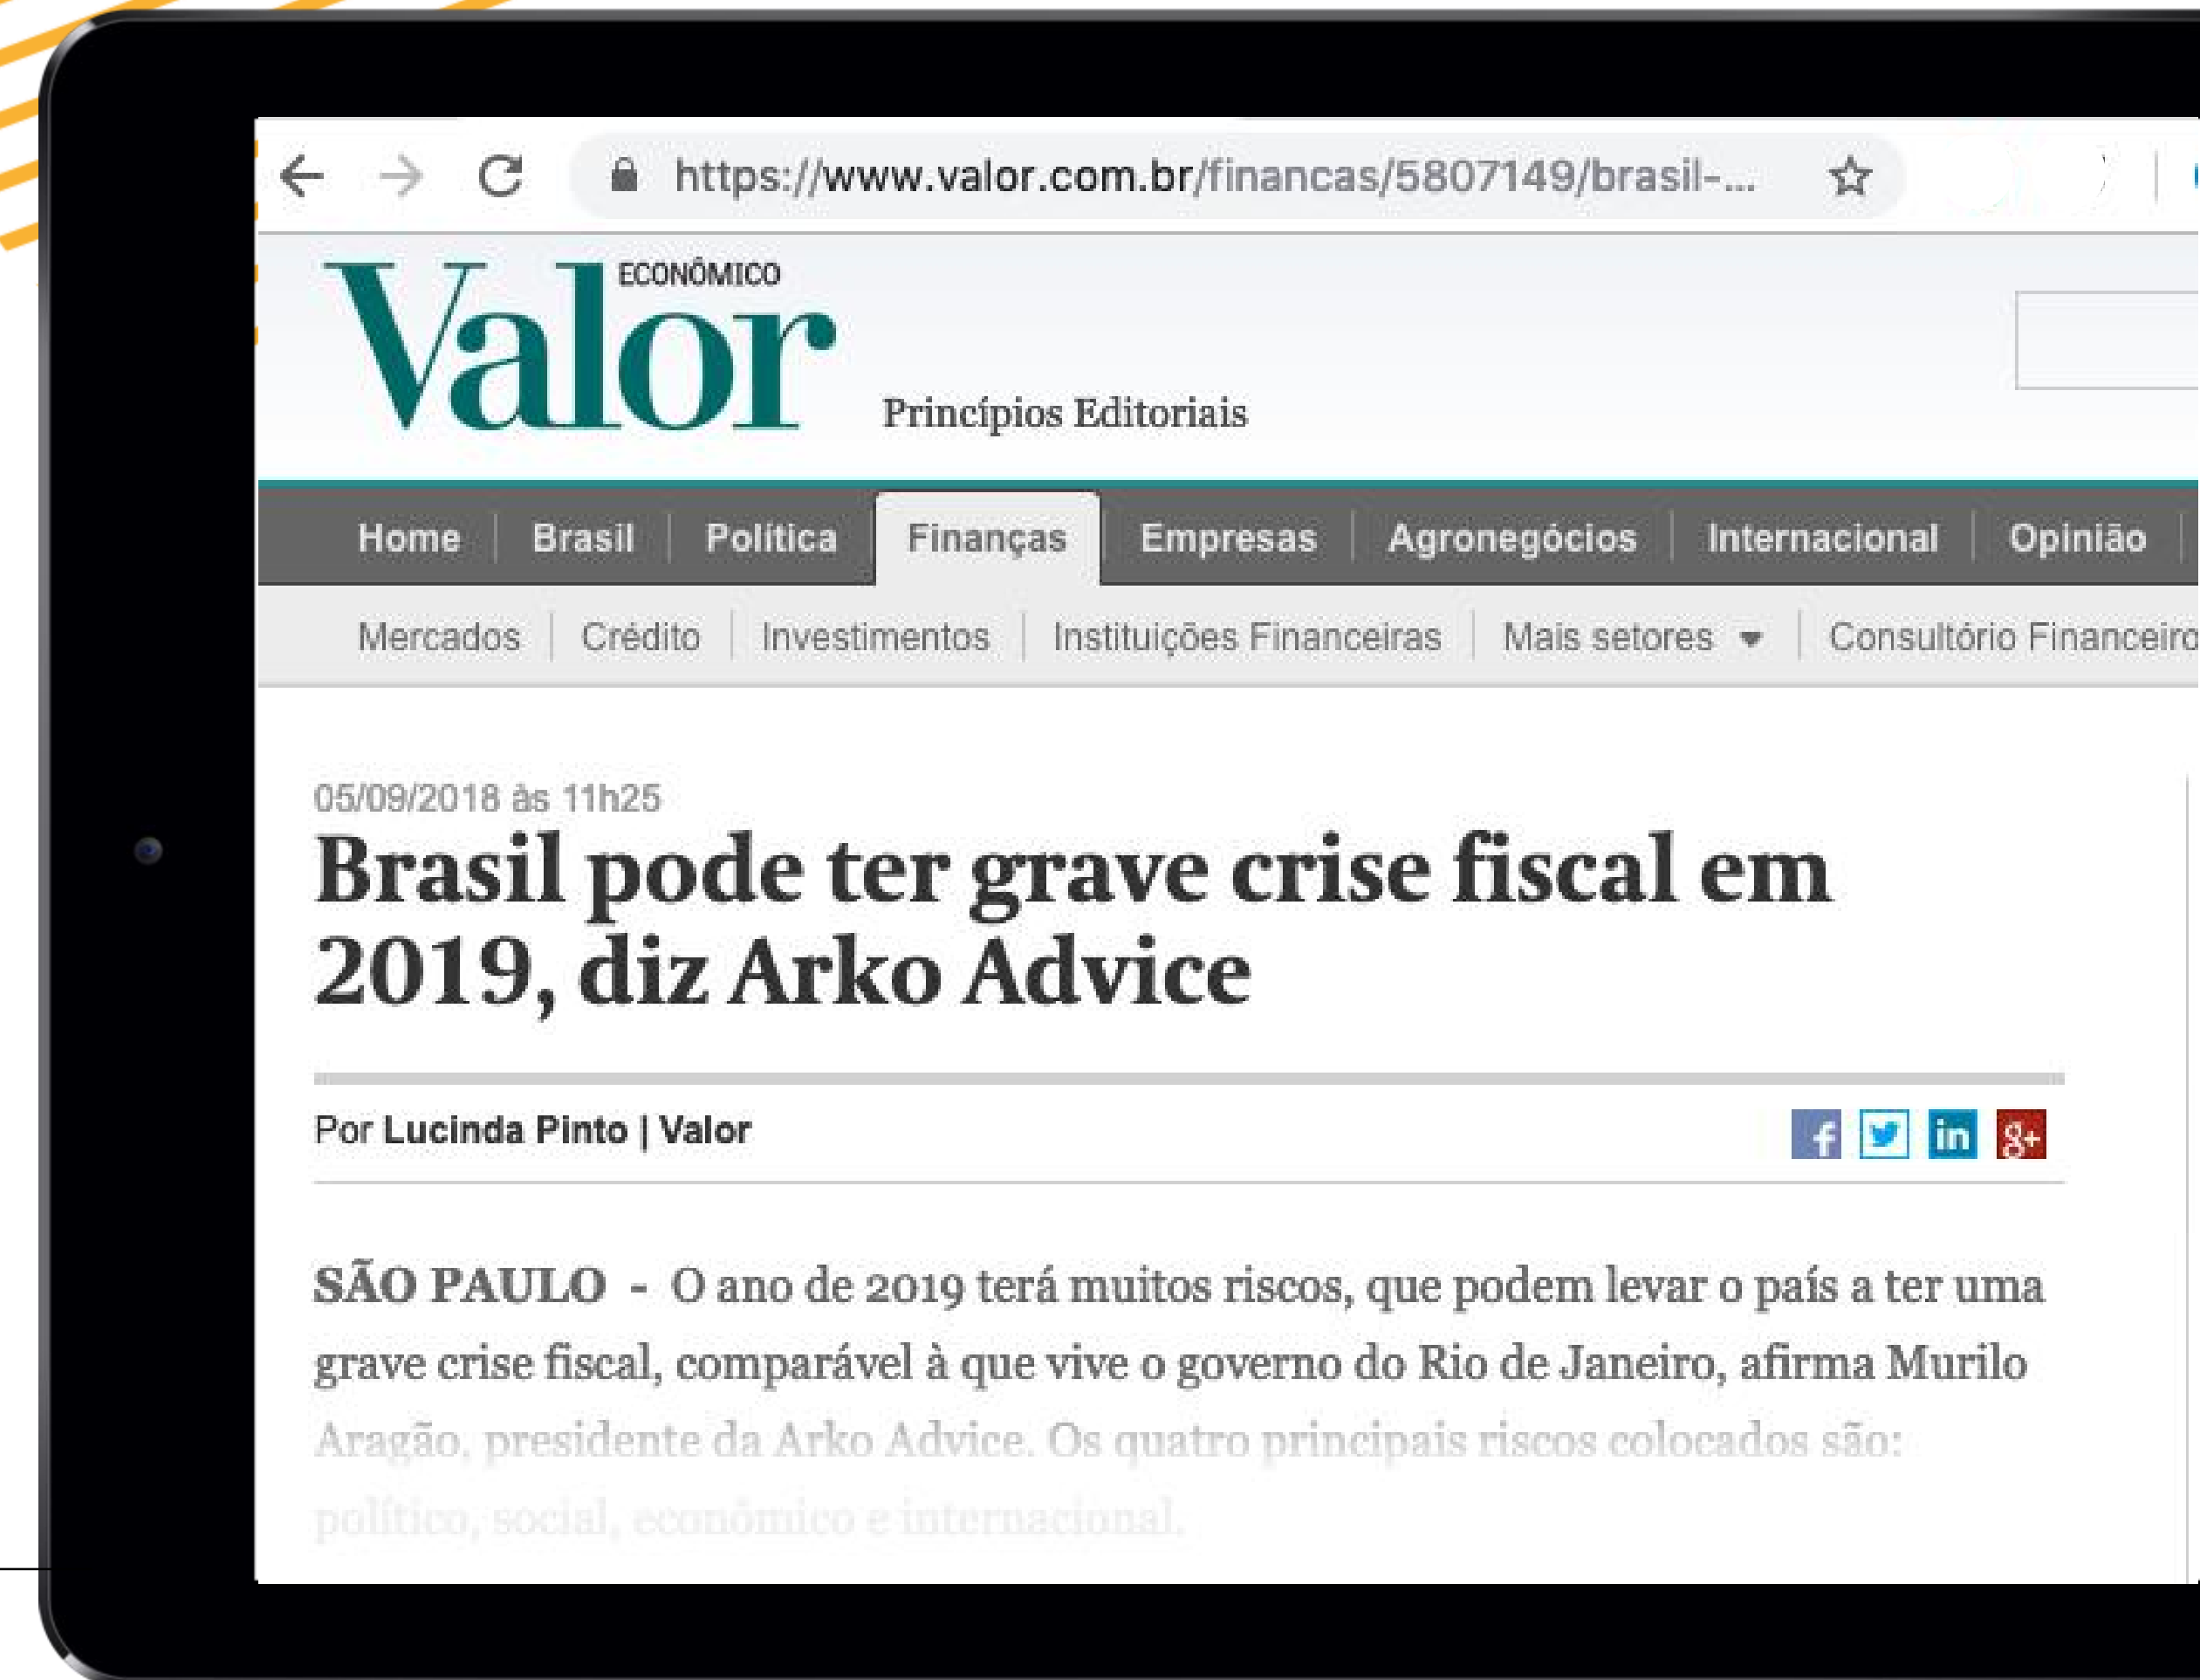 https://www.valor.com.br/financas/5807149/brasil-...
ECONÔMICO
Valor
Princípios Editoriais
Home Brasil Política Finanças Empresas Agronegócios Internacional Opinião
Mercados Crédito Investimentos Instituições Financeiras Mais setores Consultório Financeiro
05/09/2018 às 11h25
Brasil pode ter grave crise fiscal em
2019, diz Arko Advice
Por Lucinda Pinto | Valor
f in g+
SÃO PAULO - O ano de 2019 terá muitos riscos, que podem levar o país a ter uma
grave crise fiscal, comparável à que vive o governo do Rio de Janeiro, afirma Murilo
Aragão, presidente da Arko Advice. Os quatro principais riscos colocados são:
político, social, econômico e internacional.